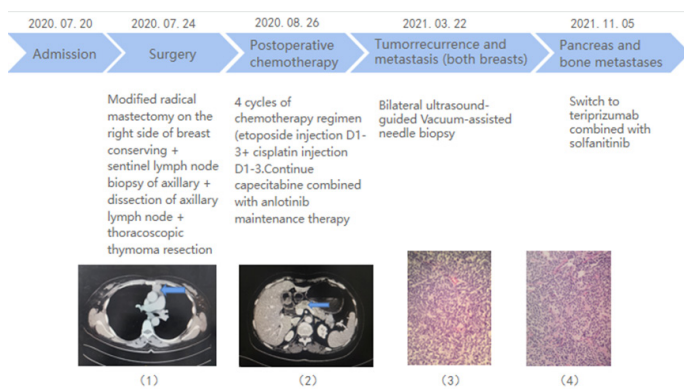 2020. 07. 20
2020. 07. 24
2020. 08. 26
2021. 03. 22
2021. 11. 05
Admission
Surgery
Postoperative
chemotherapy
Tumorrecurrence and
metastasis (both breasts)
Pancreas and
bone metastases
Modified radical
mastectomy on the
right side of breast
conserving +
sentinel lymph node
biopsy of axillary +
dissection of axillary
lymph node +
thoracoscopic
thymoma resection
4 cycles of
chemotherapy regimen
(etoposide injection D1-
3+ cisplatin injection
D1-3.Continue
capecitabine combined
with anlotinib
maintenance therapy
Bilateral ultrasound-
guided Vacuum-assisted
needle biopsy
Switch to
teriprizumab
combined with
solfanitinib
(1)
(2)
(3)
(4)